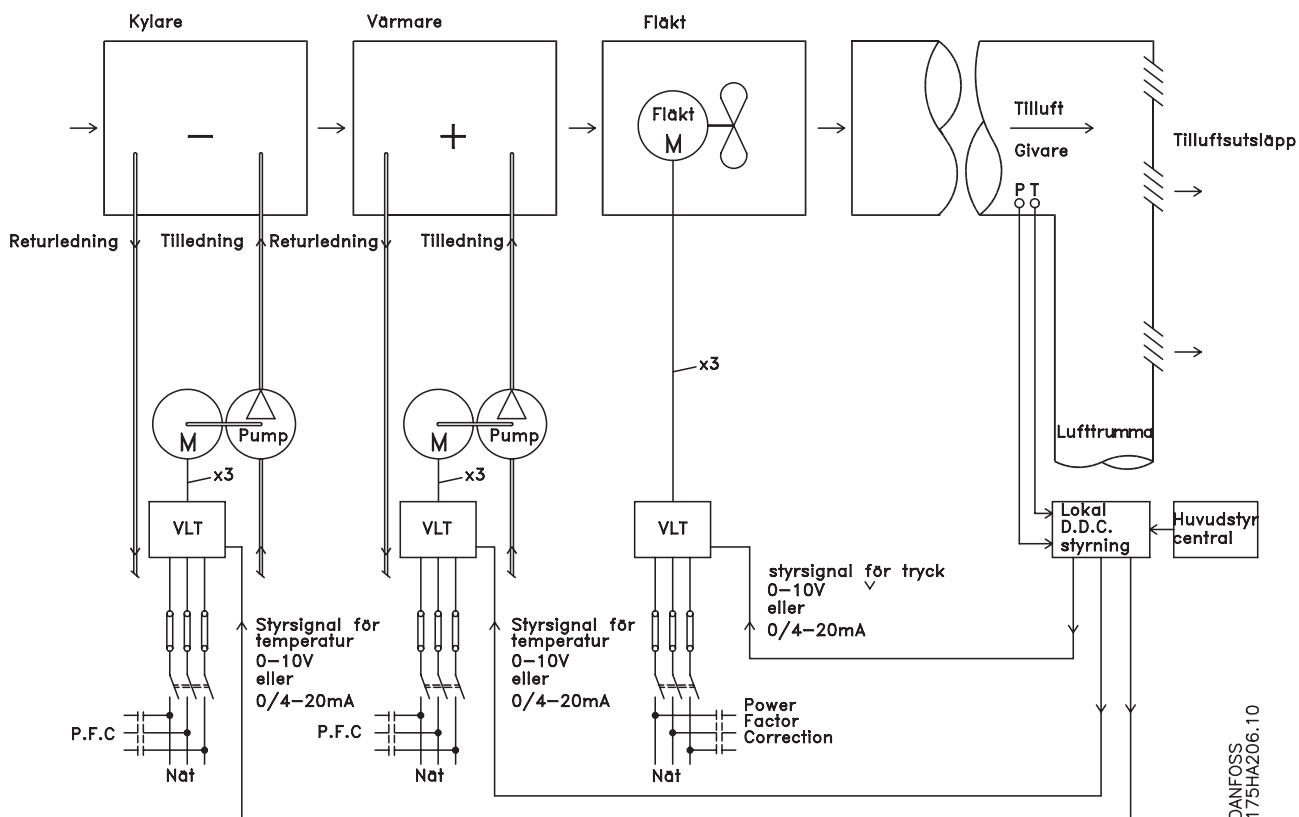 Kylare
Värmare
Fläkt
−
+
Fläkt
M
Tilluft
Givare
P T
Tilluftsutsläpp
Returledning
Tilledning
Returledning
Tilledning
x3
M
Pump
M
Pump
Lufttrumma
x3
x3
VLT
VLT
VLT
Lokal
D.D.C.
styrning
Huvudstyr
central
styrsignal för tryck
0−10V
eller
0/4−20mA
Styrsignal för
temperatur
0−10V
eller
0/4−20mA
Styrsignal för
temperatur
0−10V
eller
0/4−20mA
P.F.C
P.F.C
Power
Factor
Correction
Nät
Nät
Nät
DANFOSS
175HA206.10